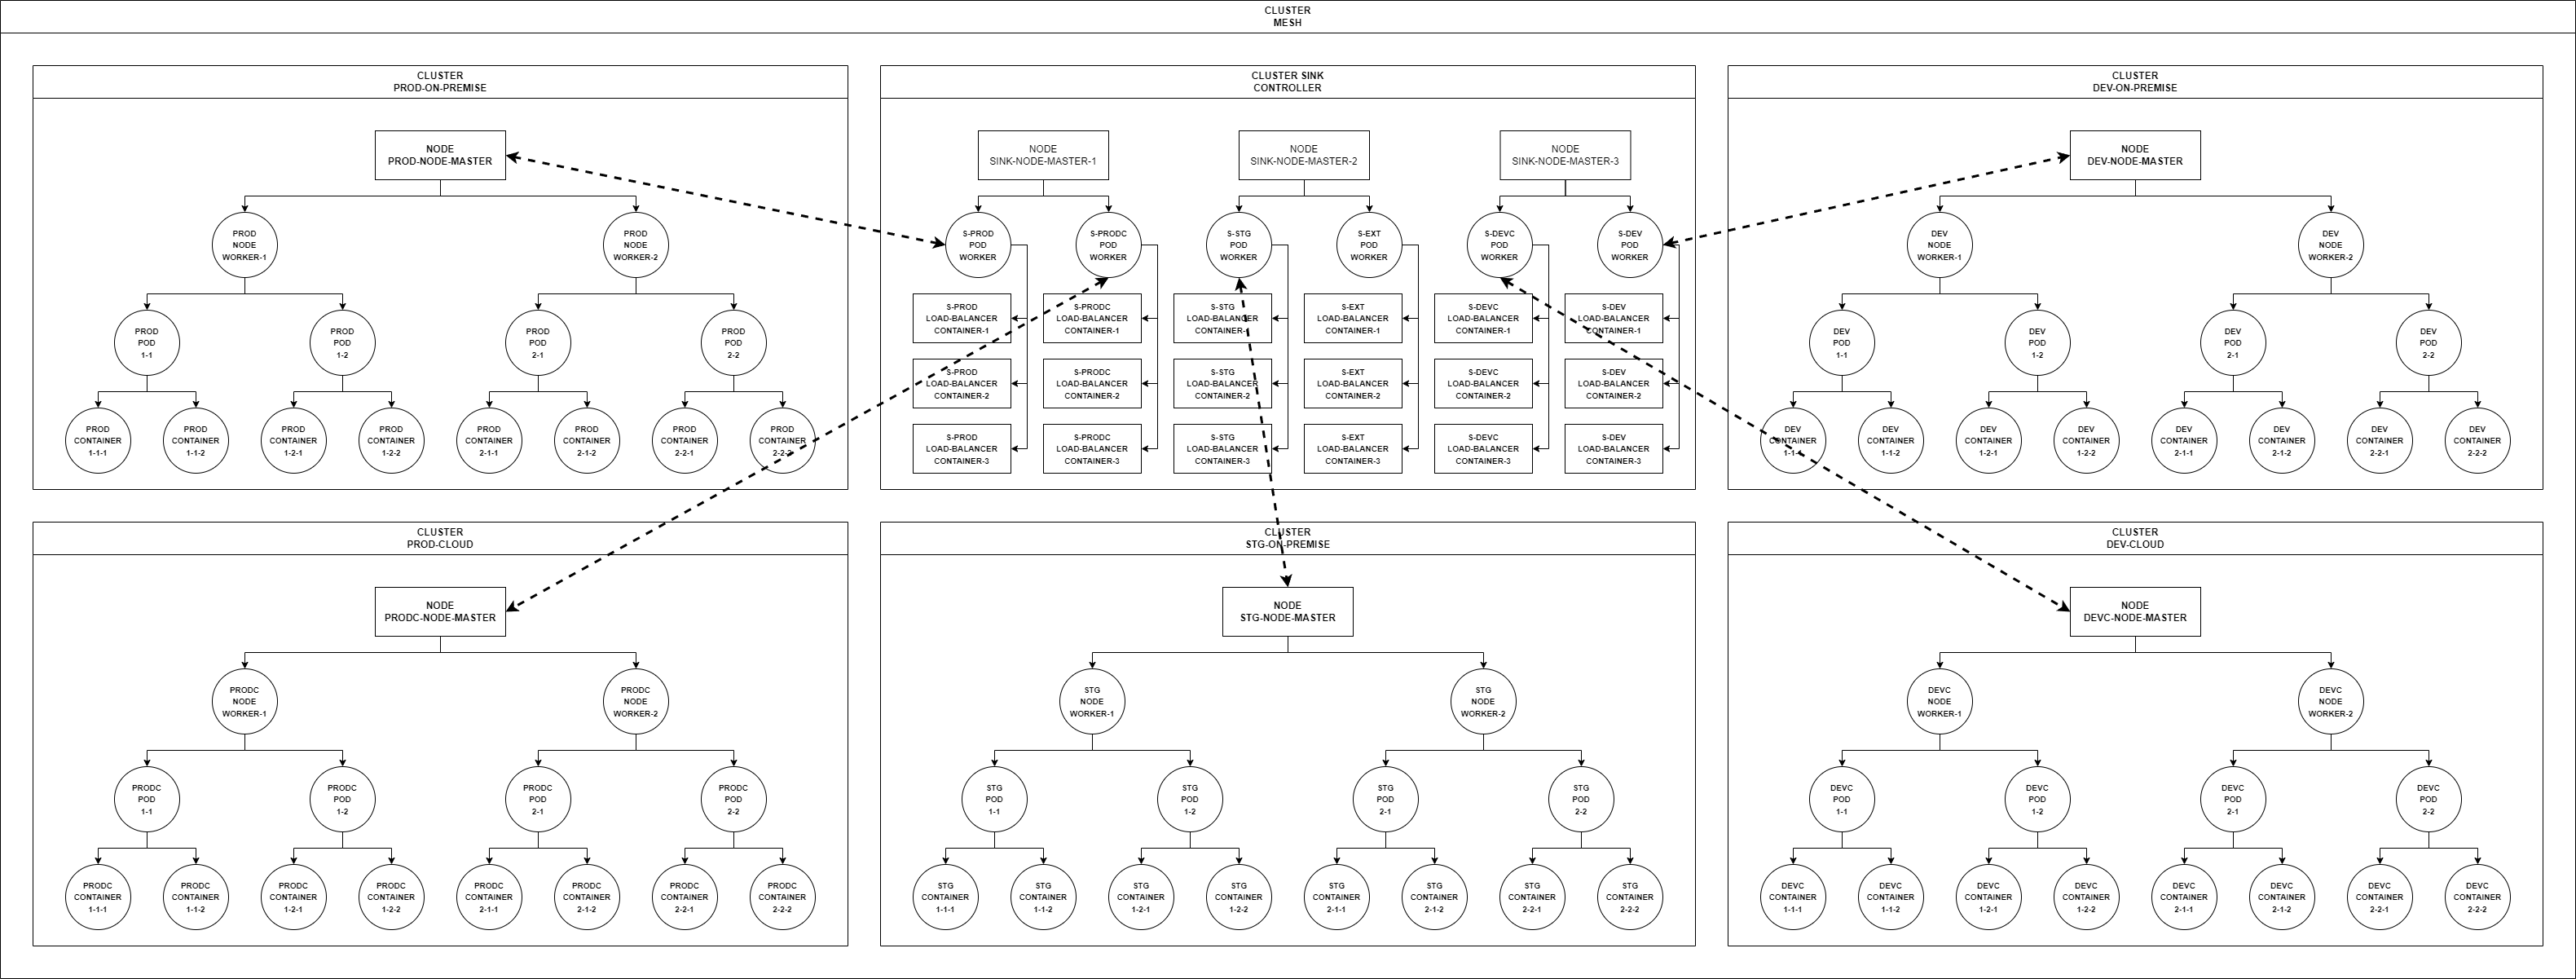 CLUSTER
MESH
CLUSTER
PROD-ON-PREMISE
NODE
PROD-NODE-MASTER
PROD
NODE
WORKER-1
PROD
NODE
WORKER-2
PROD
POD
1-1
PROD
POD
1-2
PROD
POD
2-1
PROD
POD
2-2
PROD
CONTAINER
1-1-1
PROD
CONTAINER
1-1-2
PROD
CONTAINER
1-2-1
PROD
CONTAINER
1-2-2
PROD
CONTAINER
2-1-1
PROD
CONTAINER
2-1-2
PROD
CONTAINER
2-2-1
PROD
CONTAINER
2-2-2
CLUSTER SINK
CONTROLLER
NODE
SINK-NODE-MASTER-1
NODE
SINK-NODE-MASTER-2
NODE
SINK-NODE-MASTER-3
S-PROD
POD
WORKER
S-PRODC
POD
WORKER
S-STG
POD
WORKER
S-EXT
POD
WORKER
S-DEVC
POD
WORKER
S-DEV
POD
WORKER
S-PROD
LOAD-BALANCER
CONTAINER-1
S-PRODC
LOAD-BALANCER
CONTAINER-1
S-STG
LOAD-BALANCER
CONTAINER-1
S-EXT
LOAD-BALANCER
CONTAINER-1
S-DEVC
LOAD-BALANCER
CONTAINER-1
S-DEV
LOAD-BALANCER
CONTAINER-1
S-PROD
LOAD-BALANCER
CONTAINER-2
S-PRODC
LOAD-BALANCER
CONTAINER-2
S-STG
LOAD-BALANCER
CONTAINER-2
S-EXT
LOAD-BALANCER
CONTAINER-2
S-DEVC
LOAD-BALANCER
CONTAINER-2
S-DEV
LOAD-BALANCER
CONTAINER-2
S-PROD
LOAD-BALANCER
CONTAINER-3
S-PRODC
LOAD-BALANCER
CONTAINER-3
S-STG
LOAD-BALANCER
CONTAINER-3
S-EXT
LOAD-BALANCER
CONTAINER-3
S-DEVC
LOAD-BALANCER
CONTAINER-3
S-DEV
LOAD-BALANCER
CONTAINER-3
CLUSTER
DEV-ON-PREMISE
NODE
DEV-NODE-MASTER
DEV
NODE
WORKER-1
DEV
NODE
WORKER-2
DEV
POD
1-1
DEV
POD
1-2
DEV
POD
2-1
DEV
POD
2-2
DEV
CONTAINER
1-1-1
DEV
CONTAINER
1-1-2
DEV
CONTAINER
1-2-1
DEV
CONTAINER
1-2-2
DEV
CONTAINER
2-1-1
DEV
CONTAINER
2-1-2
DEV
CONTAINER
2-2-1
DEV
CONTAINER
2-2-2
CLUSTER
PROD-CLOUD
NODE
PRODC-NODE-MASTER
PRODC
NODE
WORKER-1
PRODC
NODE
WORKER-2
PRODC
POD
1-1
PRODC
POD
1-2
PRODC
POD
2-1
PRODC
POD
2-2
PRODC
CONTAINER
1-1-1
PRODC
CONTAINER
1-1-2
PRODC
CONTAINER
1-2-1
PRODC
CONTAINER
1-2-2
PRODC
CONTAINER
2-1-1
PRODC
CONTAINER
2-1-2
PRODC
CONTAINER
2-2-1
PRODC
CONTAINER
2-2-2
CLUSTER
STG-ON-PREMISE
NODE
STG-NODE-MASTER
STG
NODE
WORKER-1
STG
NODE
WORKER-2
STG
POD
1-1
STG
POD
1-2
STG
POD
2-1
STG
POD
2-2
STG
CONTAINER
1-1-1
STG
CONTAINER
1-1-2
STG
CONTAINER
1-2-1
STG
CONTAINER
1-2-2
STG
CONTAINER
2-1-1
STG
CONTAINER
2-1-2
STG
CONTAINER
2-2-1
STG
CONTAINER
2-2-2
CLUSTER
DEV-CLOUD
NODE
DEVC-NODE-MASTER
DEVC
NODE
WORKER-1
DEVC
NODE
WORKER-2
DEVC
POD
1-1
DEVC
POD
1-2
DEVC
POD
2-1
DEVC
POD
2-2
DEVC
CONTAINER
1-1-1
DEVC
CONTAINER
1-1-2
DEVC
CONTAINER
1-2-1
DEVC
CONTAINER
1-2-2
DEVC
CONTAINER
2-1-1
DEVC
CONTAINER
2-1-2
DEVC
CONTAINER
2-2-1
DEVC
CONTAINER
2-2-2